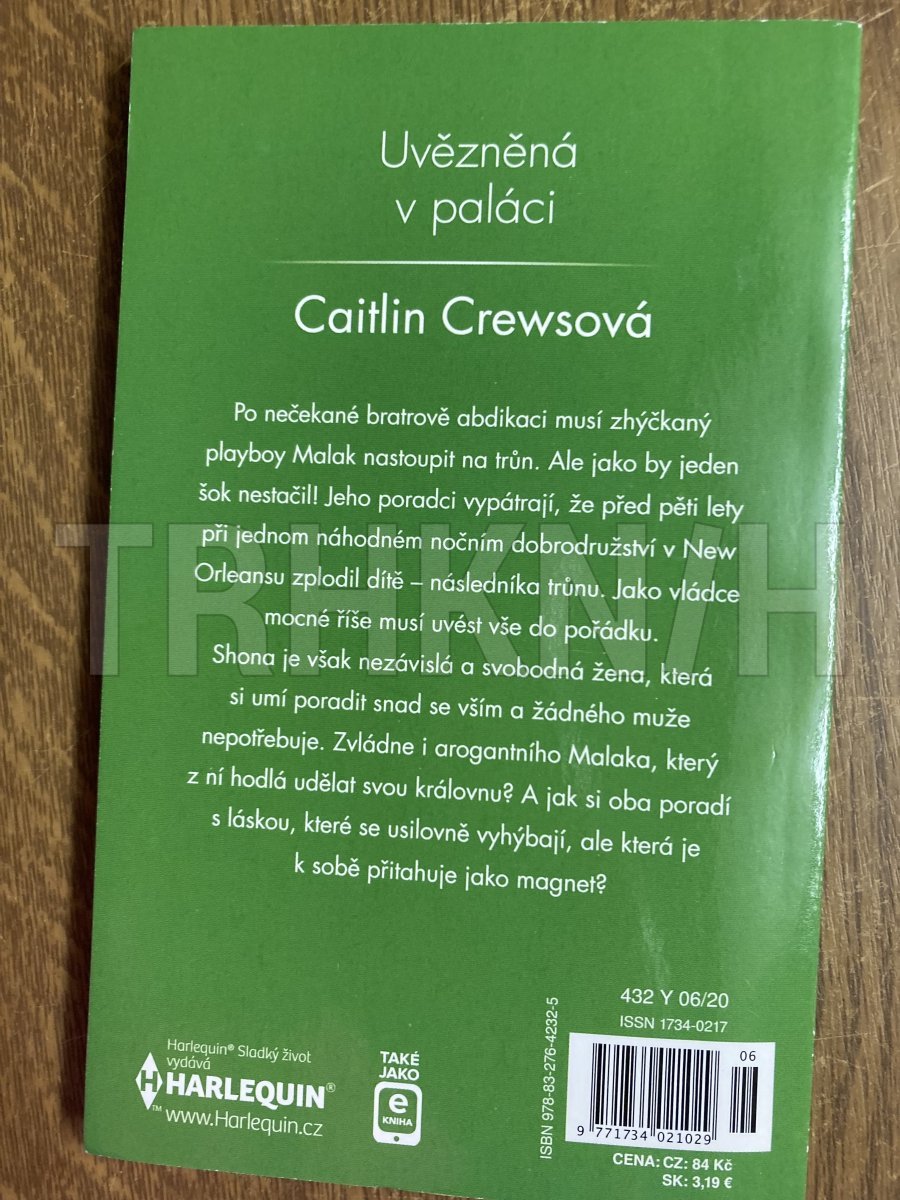 Uvězněná
v paláci
Caitlin Crewsová
Po nečekané bratrově abdikaci musí zhýčkaný
playboy Malak nastoupit na trůn. Ale jako by jeden
šok nestačil! Jeho poradci vypátrají, že před pěti lety
při jednom náhodném nočním dobrodružství v New
Orleansu zplodil dítě – následníka trůnu. Jako vládce
mocné říše musí uvést vše do pořádku.
Shona je však nezávislá a svobodná žena, která
si umí poradit snad se vším a žádného muže
nepotřebuje. Zvládne i arogantního Malaka, který
z ní hodlá udělat svou královnu? A jak si oba poradí
s láskou, které se usilovně vyhýbají, ale která je
k sobě přitahuje jako magnet?
TRHKNIH
Harlequin® Sladký život
vydává
H HARLEQUIN®
™ www.Harlequin.cz
TAKÉ
JAKO
e
KNIHA
ISBN 978-83-276-4232-5
432 Y 06/20
ISSN 1734-0217
06
9 771734 021029
CENA: CZ: 84 Kč
SK: 3,19 €